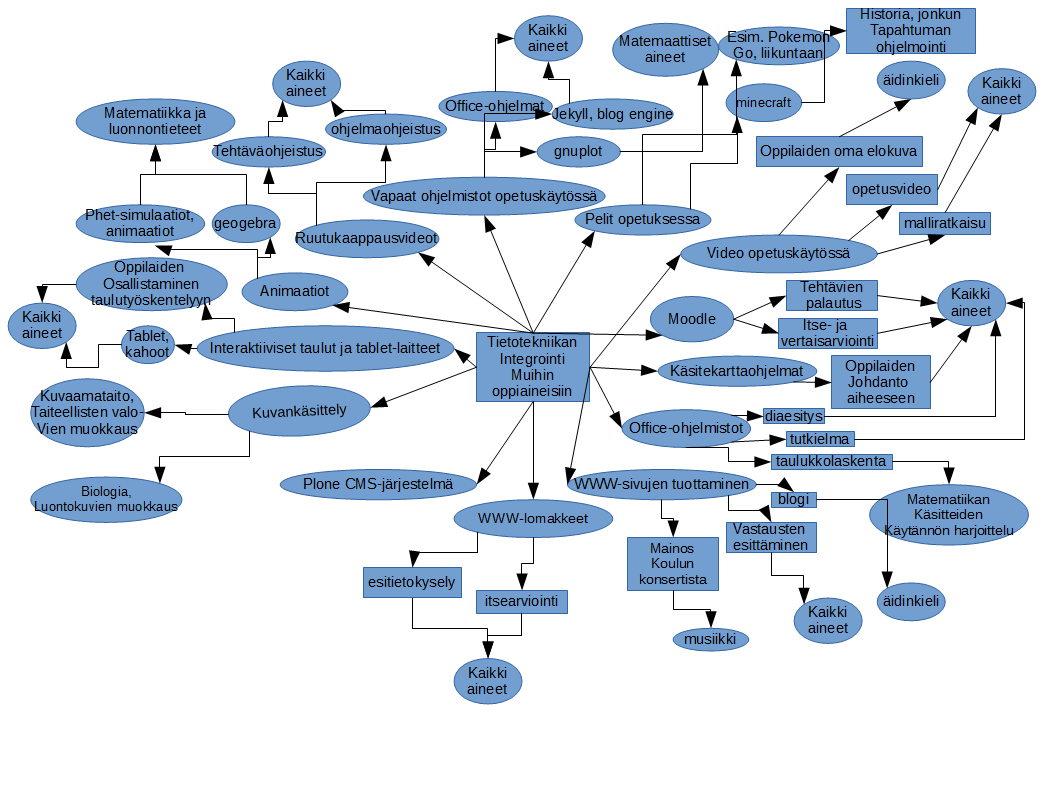 Historia, jonkun
Tapahtuman
ohjelmointi
Kaikki
aineet
Matemaattiset
aineet
Esim. Pokemon
Go, liikuntaan
Kaikki
aineet
äidinkieli
Kaikki
aineet
Matematiikka ja
luonnontieteet
ohjelmaohjeistus
Office-ohjelmat
Jekyll, blog engine
minecraft
Tehtäväohjeistus
gnuplot
Oppilaiden oma elokuva
Vapaat ohjelmistot opetuskäytössä
opetusvideo
Phet-simulaatiot,
animaatiot
geogebra
Ruutukaappausvideot
Pelit opetuksessa
malliratkaisu
Video opetuskäytössä
Oppilaiden
Osallistaminen
taulutyöskentelyyn
Animaatiot
Tehtävien
palautus
Kaikki
aineet
Kaikki
aineet
Moodle
Itse- ja
vertaisarviointi
Tablet,
kahoot
Interaktiiviset taulut ja tablet-laitteet
Tietotekniikan
Integrointi
Muihin
oppiaineisiin
Käsitekarttaohjelmat
Oppilaiden
Johdanto
aiheeseen
Kuvaamataito,
Taiteellisten valo-
Vien muokkaus
Kuvankäsittely
Office-ohjelmistot
diaesitys
tutkielma
taulukkolaskenta
Biologia,
Luontokuvien muokkaus
Plone CMS-järjestelmä
WWW-sivujen tuottaminen
blogi
Matematiikan
Käsitteiden
Käytännön harjoittelu
WWW-lomakkeet
Vastausten
esittäminen
Mainos
Koulun
konsertista
esitietokysely
itsearviointi
äidinkieli
Kaikki
aineet
musiikki
Kaikki
aineet